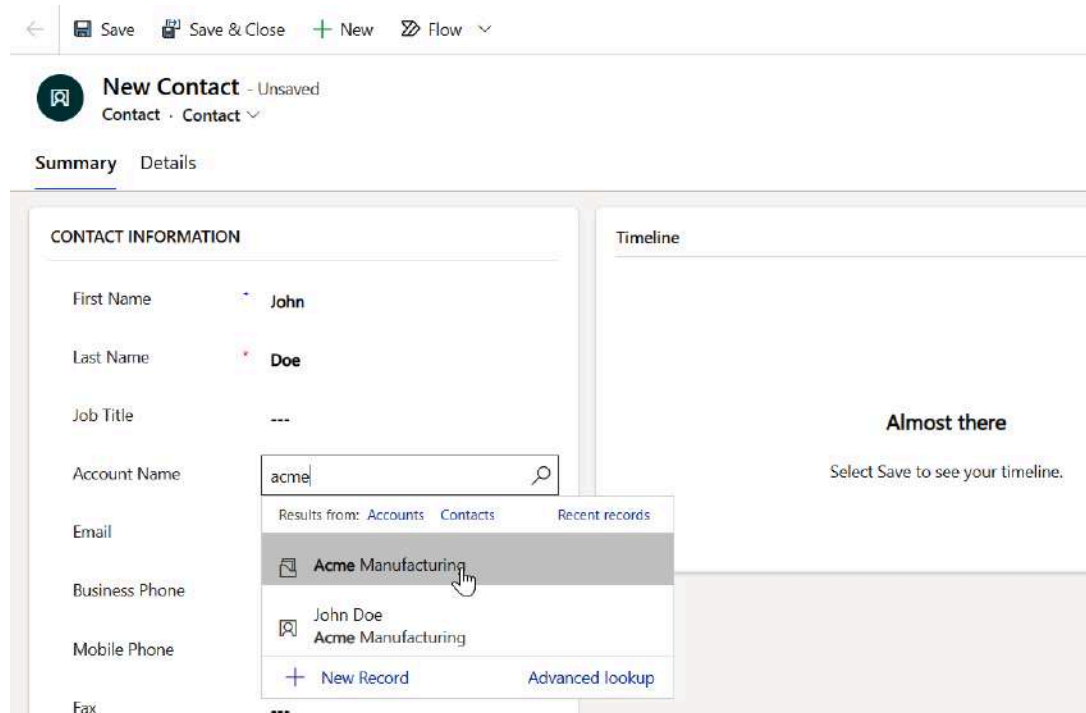 Save Save & Close New Flow
New Contact - Unsaved
Contact · Contact
Summary Details
CONTACT INFORMATION
Timeline
First Name * John
Last Name * Doe
Job Title ---
Account Name acme
Almost there
Select Save to see your timeline.
Results from: Accounts Contacts Recent records
Email
Acme Manufacturing
Business Phone
John Doe
Acme Manufacturing
Mobile Phone
New Record Advanced lookup
Fax ---